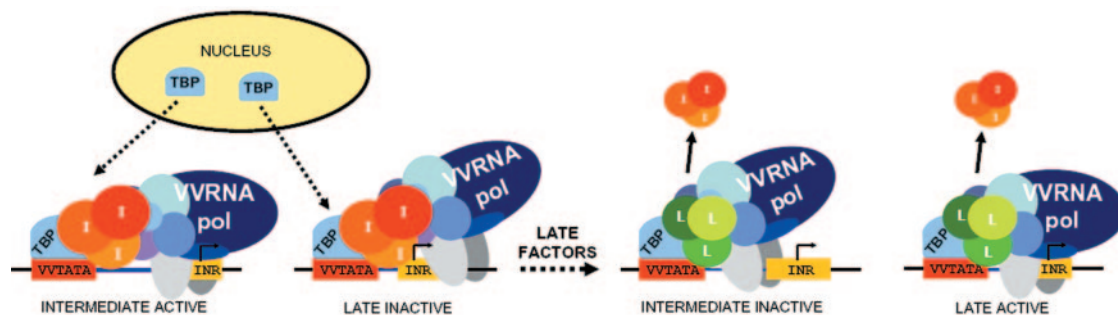 NUCLEUS
TBP
TBP
VVRNA
pol
I
I
I
TBP
VVTATA
INR
INTERMEDIATE ACTIVE
VVRNA
pol
I
I
I
TBP
VVTATA
INR
LATE INACTIVE
LATE
FACTORS
I
I
I
VVRNA
pol
L
L
L
TBP
VVTATA
INR
INTERMEDIATE INACTIVE
I
I
I
VVRNA
pol
L
L
L
TBP
VVTATA
INR
LATE ACTIVE